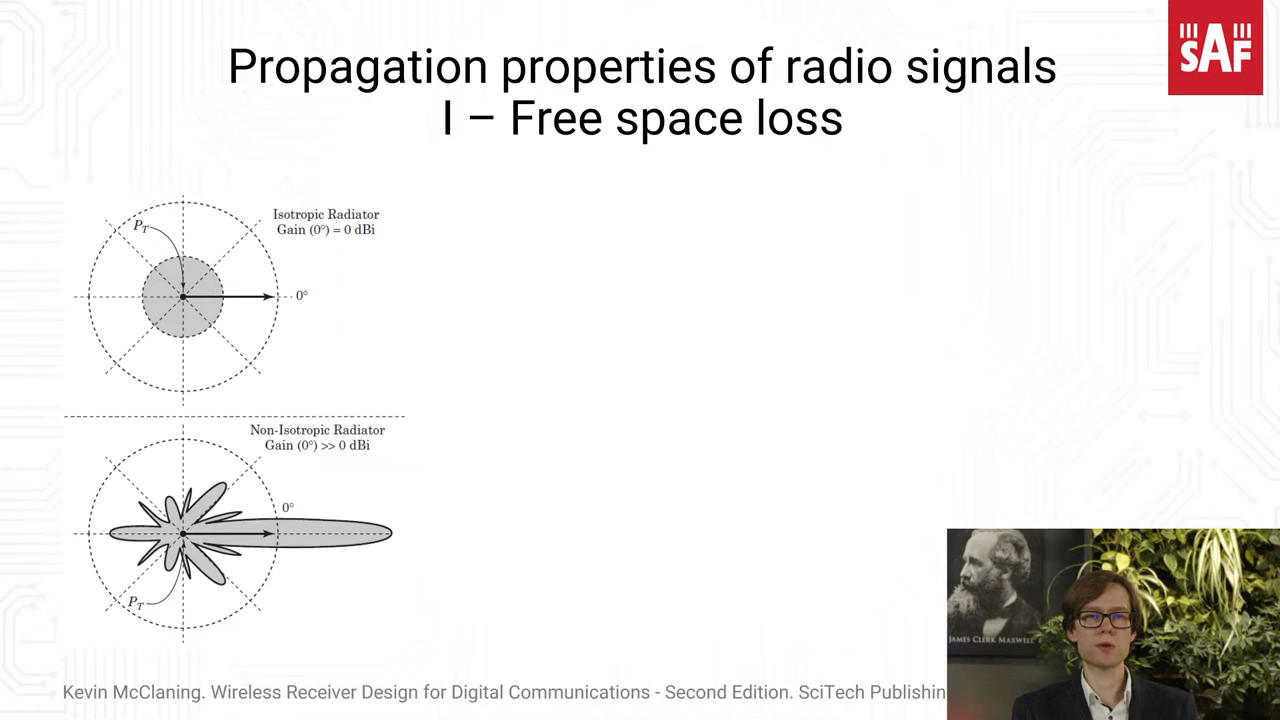 SAF
Propagation properties of radio signals
I – Free space loss
Isotropic Radiator
Gain (0°) = 0 dBi
P_T
0°
Non-Isotropic Radiator
Gain (0°) >> 0 dBi
0°
P_T
JAMES CLERK MAXWELL
Kevin McClaning. Wireless Receiver Design for Digital Communications - Second Edition. SciTech Publishin